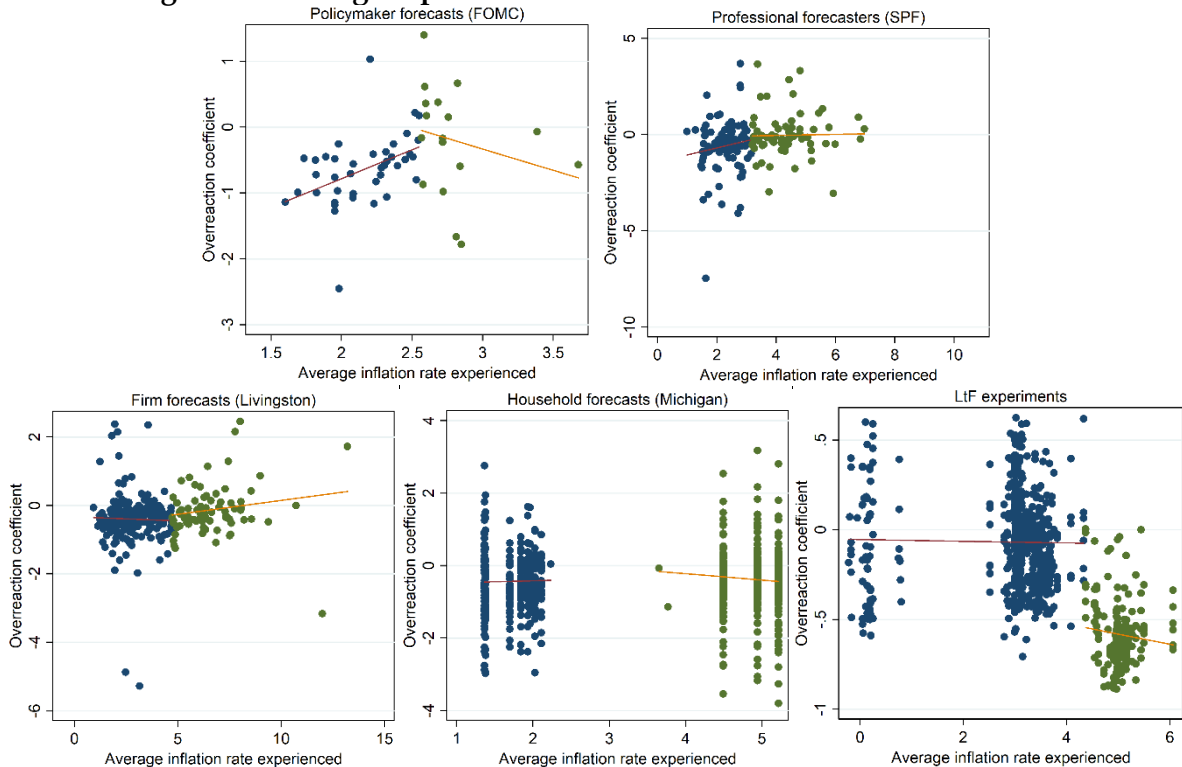 Policymaker forecasts (FOMC)
Overreaction coefficient
1
0
-1
-2
-3
1.5 2 2.5 3 3.5
Average inflation rate experienced
Professional forecasters (SPF)
Overreaction coefficient
5
0
-5
-10
0 2 4 6 8 10
Average inflation rate experienced
Firm forecasts (Livingston)
Overreaction coefficient
2
0
-2
-4
-6
0 5 10 15
Average inflation rate experienced
Household forecasts (Michigan)
Overreaction coefficient
4
2
0
-2
-4
1 2 3 4 5
Average inflation rate experienced
LtF experiments
Overreaction coefficient
.5
0
-.5
-1
0 2 4 6
Average inflation rate experienced